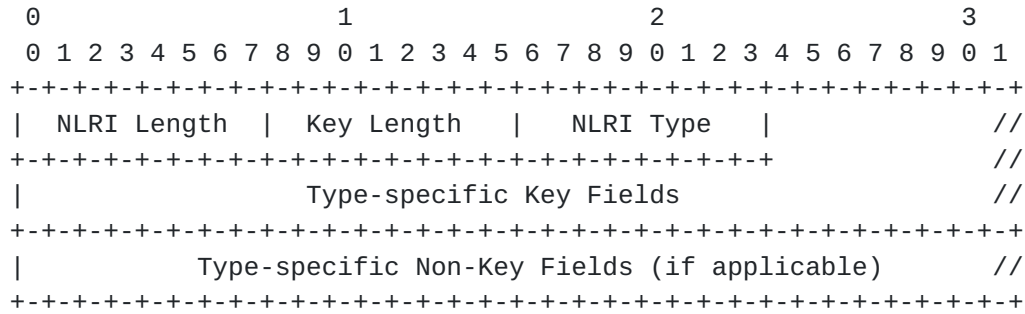 0                   1                   2                   3
 0 1 2 3 4 5 6 7 8 9 0 1 2 3 4 5 6 7 8 9 0 1 2 3 4 5 6 7 8 9 0 1
+-+-+-+-+-+-+-+-+-+-+-+-+-+-+-+-+-+-+-+-+-+-+-+-+-+-+-+-+-+-+-+-+
|  NLRI Length  |  Key Length   |   NLRI Type   |              //
+-+-+-+-+-+-+-+-+-+-+-+-+-+-+-+-+-+-+-+-+-+-+-+-+              //
|                  Type-specific Key Fields                    //
+-+-+-+-+-+-+-+-+-+-+-+-+-+-+-+-+-+-+-+-+-+-+-+-+-+-+-+-+-+-+-+-+
|           Type-specific Non-Key Fields (if applicable)       //
+-+-+-+-+-+-+-+-+-+-+-+-+-+-+-+-+-+-+-+-+-+-+-+-+-+-+-+-+-+-+-+-+